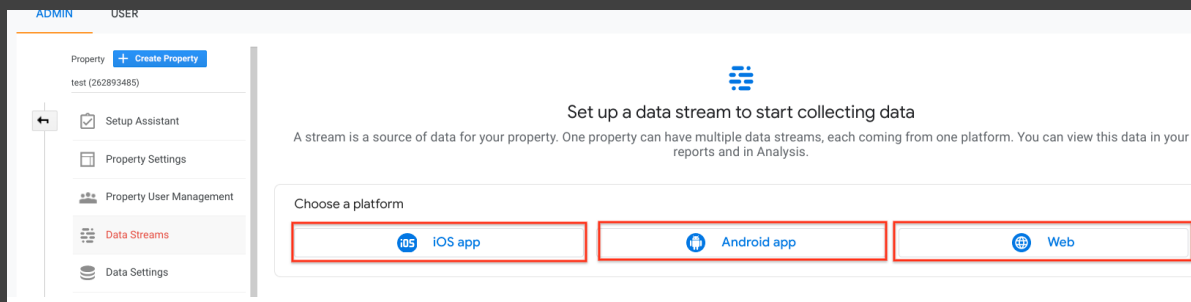 ADMIN USER
Property + Create Property
test (262893485)
Setup Assistant
Property Settings
Property User Management
Data Streams
Data Settings
Set up a data stream to start collecting data
A stream is a source of data for your property. One property can have multiple data streams, each coming from one platform. You can view this data in your
reports and in Analysis.
Choose a platform
iOS iOS app
Android app
Web